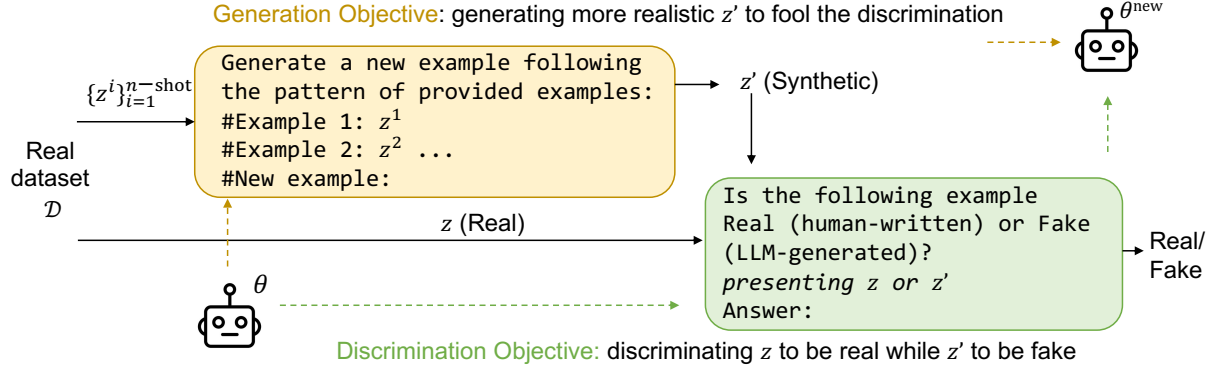 Generation Objective: generating more realistic z’ to fool the discrimination
θ^new
{z^i}_{i=1}^{n−shot}
Generate a new example following
the pattern of provided examples:
#Example 1: z^1
#Example 2: z^2 ...
#New example:
z’ (Synthetic)
Real
dataset
𝒟
z (Real)
Is the following example
Real (human-written) or Fake
(LLM-generated)?
presenting z or z’
Answer:
Real/
Fake
θ
Discrimination Objective: discriminating z to be real while z’ to be fake